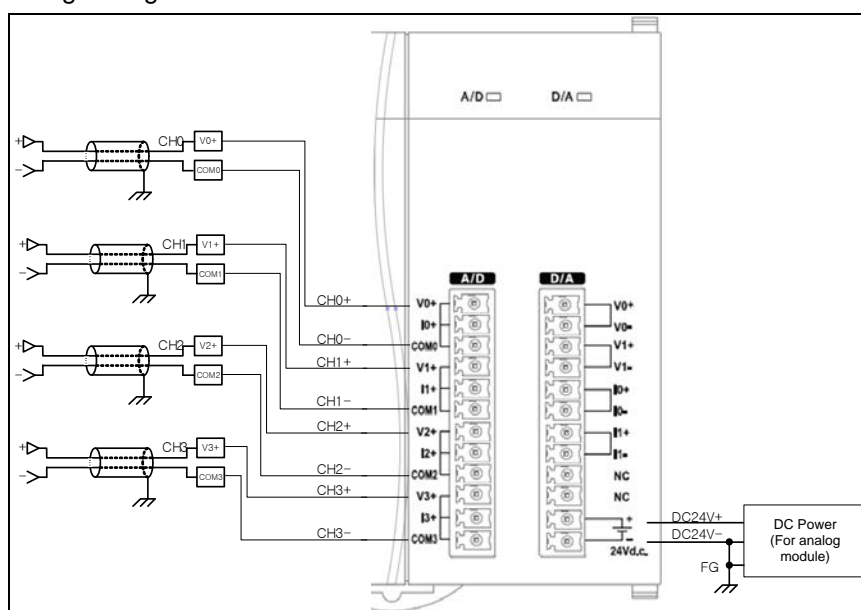 A/D D/A
CH0 V0+
+
- COM0
CH1 V1+
+
- COM1
A/D D/A
CH0+ V0+ V0+
I0+ V0-
CH0- COM0 V1+
CH1+ V1+ V1-
CH2 V2+
+
- COM2
I1+ I0+
CH1- COM1 I0-
CH2+ V2+ I1+
I2+ I1-
CH3 V3+
+
- COM3
CH2- COM2 NC
CH3+ V3+ NC
I3+ +
CH3- COM3 -
24Vd.c.
DC24V+
DC24V-
FG
DC Power
(For analog
module)